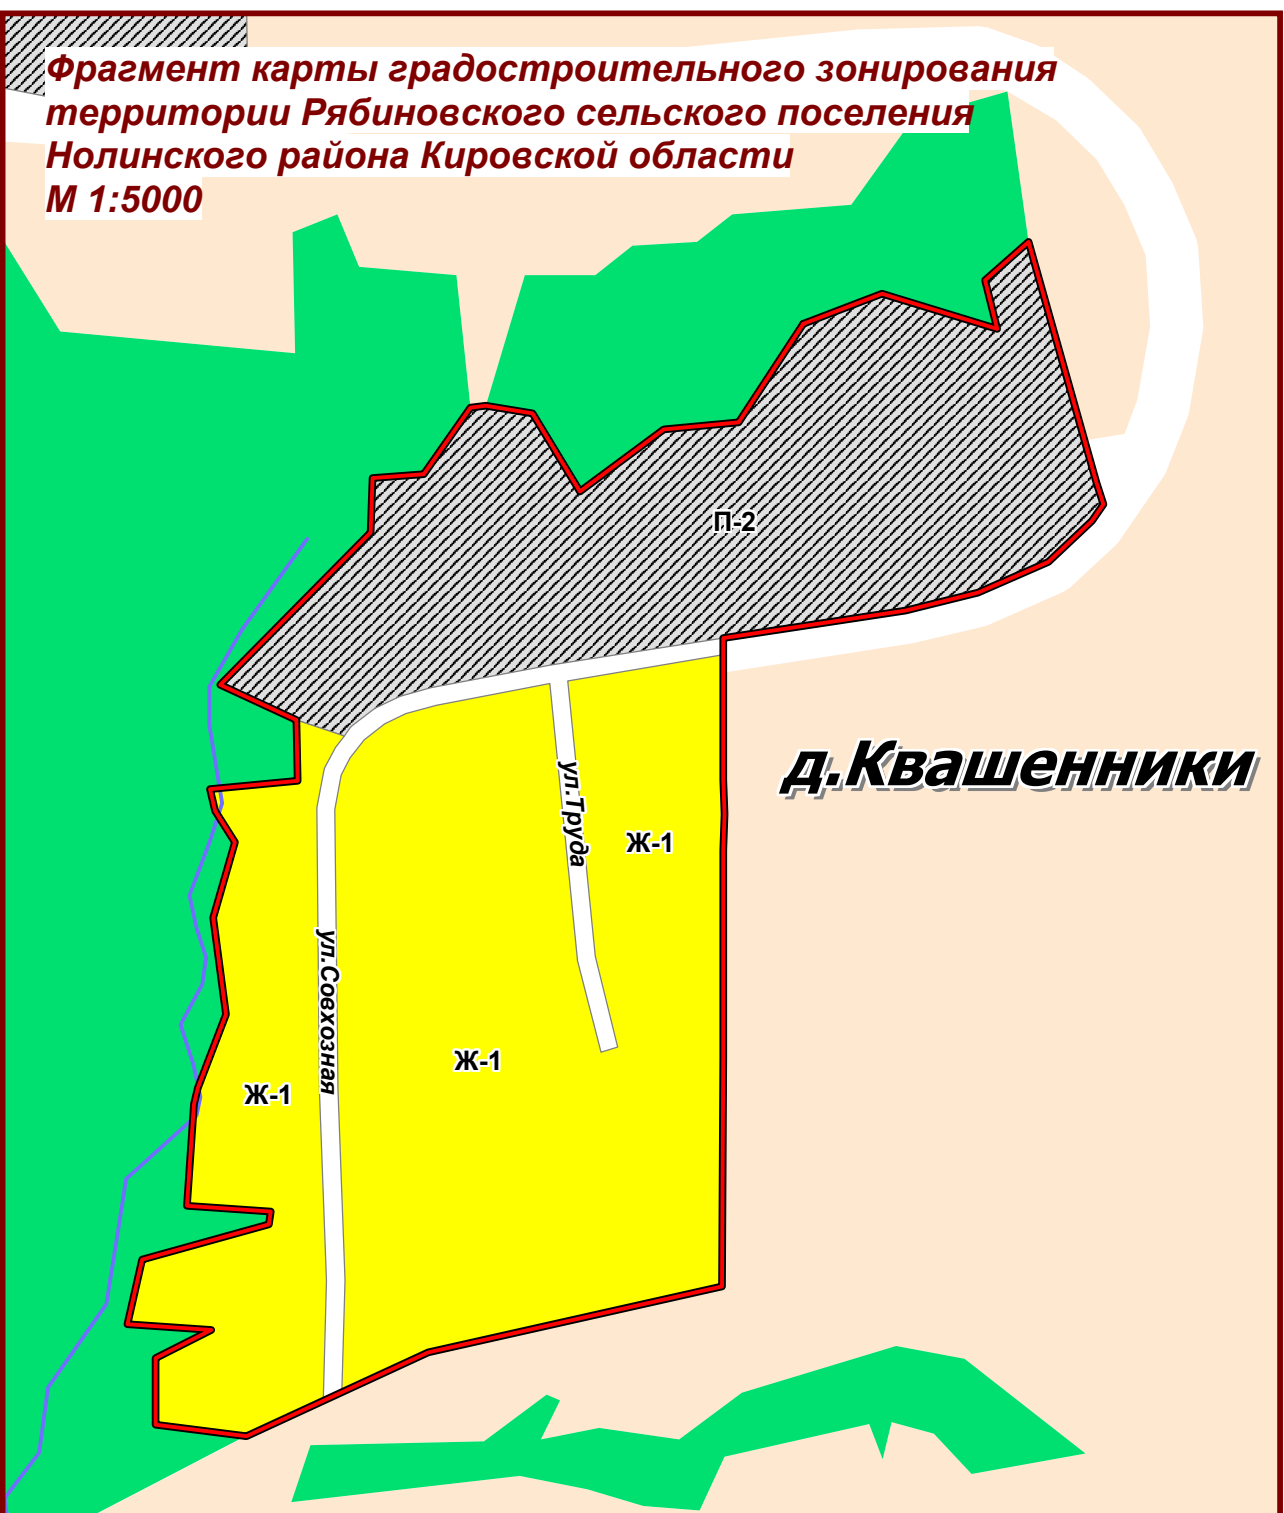 Фрагмент карты градостроительного зонирования
территории Рябиновского сельского поселения
Нолинского района Кировской области
М 1:5000
П-2
д.Квашенники
ул.Труда
Ж-1
ул.Совхозная
Ж-1
Ж-1